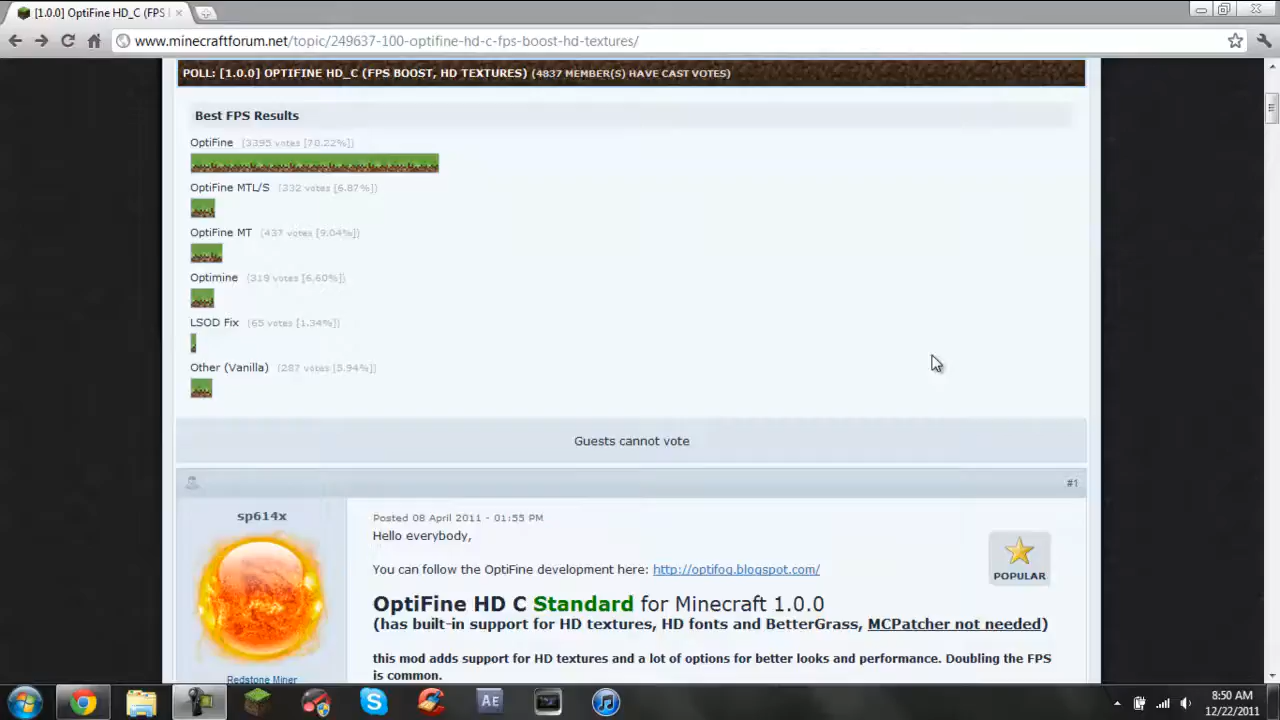 [1.0.0] OptiFine HD_C (FPS
www.minecraftforum.net/topic/249637-100-optifine-hd-c-fps-boost-hd-textures/
POLL: [1.0.0] OPTIFINE HD_C (FPS BOOST, HD TEXTURES) (4837 MEMBER(S) HAVE CAST VOTES)
Best FPS Results
OptiFine (3395 votes [70.22%])
OptiFine MTL/S (332 votes [6.87%])
OptiFine MT (437 votes [9.04%])
Optimine (319 votes [6.60%])
LSOD Fix (65 votes [1.34%])
Other (Vanilla) (287 votes [5.94%])
Guests cannot vote
#1
sp614x
Posted 08 April 2011 - 01:55 PM
Hello everybody,
You can follow the OptiFine development here: http://optifog.blogspot.com/
POPULAR
OptiFine HD C Standard for Minecraft 1.0.0
(has built-in support for HD textures, HD fonts and BetterGrass, MCPatcher not needed)
this mod adds support for HD textures and a lot of options for better looks and performance. Doubling the FPS
is common.
Redstone Miner
AE
8:50 AM
12/22/2011